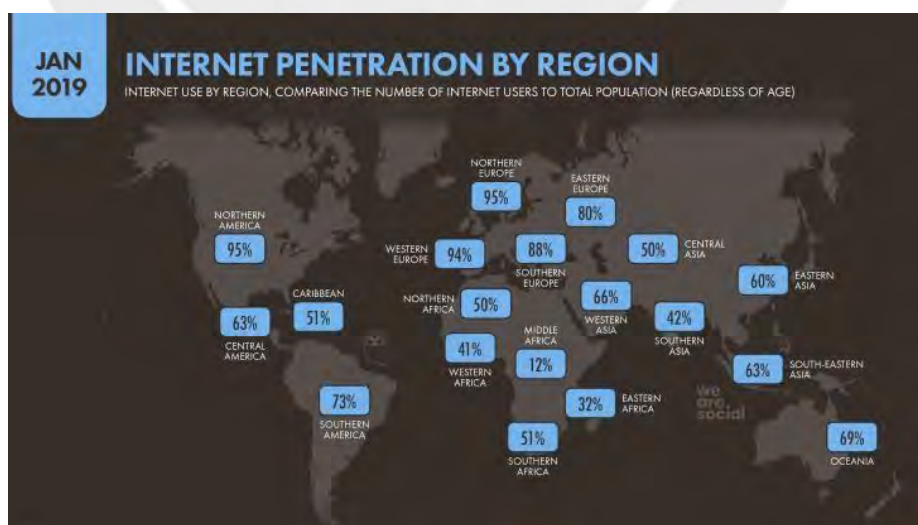 JAN
2019
INTERNET PENETRATION BY REGION
INTERNET USE BY REGION, COMPARING THE NUMBER OF INTERNET USERS TO TOTAL POPULATION (REGARDLESS OF AGE)
NORTHERN
EUROPE
95%
EASTERN
EUROPE
80%
NORTHERN
AMERICA
95%
WESTERN
EUROPE
94%
88%
SOUTHERN
EUROPE
50%
CENTRAL
ASIA
60%
EASTERN
ASIA
CARIBBEAN
51%
63%
CENTRAL
AMERICA
NORTHERN
AFRICA
50%
66%
WESTERN
ASIA
42%
SOUTHERN
ASIA
41%
WESTERN
AFRICA
MIDDLE
AFRICA
12%
63%
SOUTH-EASTERN
ASIA
73%
SOUTHERN
AMERICA
32%
EASTERN
AFRICA
we
are.
social
51%
SOUTHERN
AFRICA
69%
OCEANIA